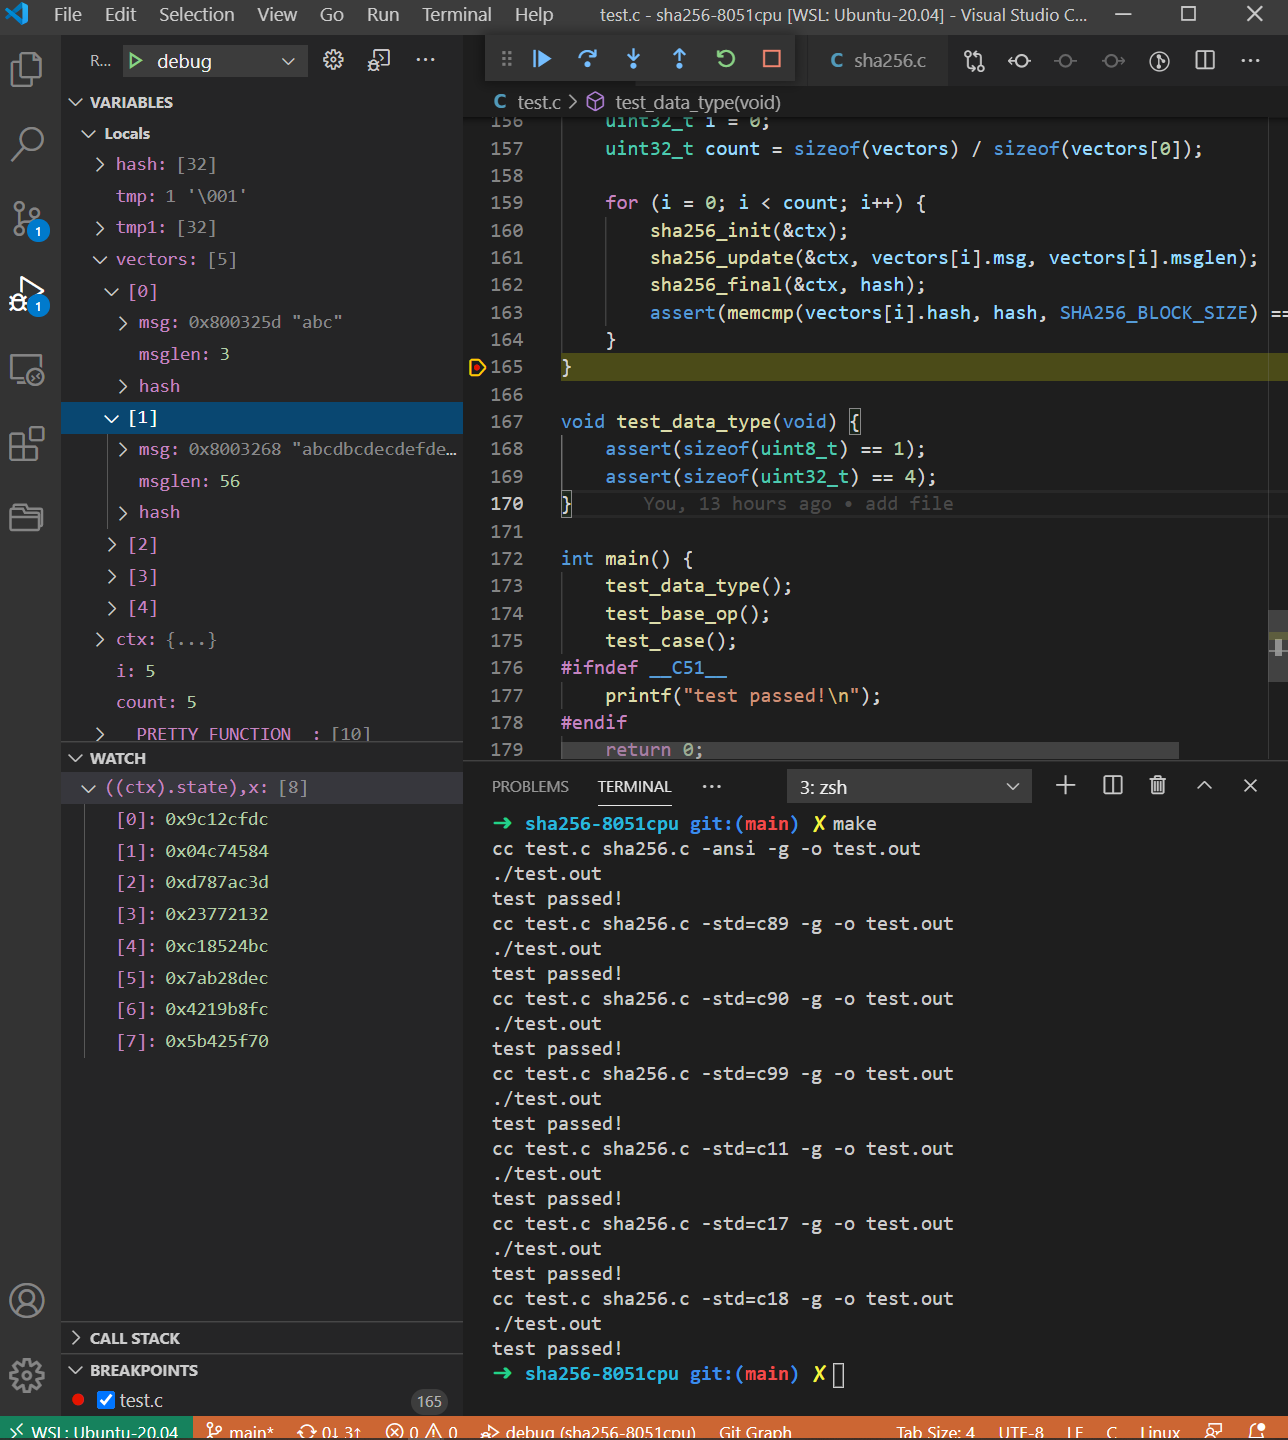 File Edit Selection View Go Run Terminal Help test.c - sha256-8051cpu [WSL: Ubuntu-20.04] - Visual Studio C...
R... debug
sha256.c
C test.c > test_data_type(void)
VARIABLES
Locals
hash: [32]
tmp: 1 '\001'
tmp1: [32]
vectors: [5]
[0]
msg: 0x800325d "abc"
msglen: 3
hash
[1]
msg: 0x8003268 "abcdbcdecdefde…
msglen: 56
hash
[2]
[3]
[4]
ctx: {...}
i: 5
count: 5
__PRETTY_FUNCTION__: [10]
WATCH
((ctx).state),x: [8]
[0]: 0x9c12cfdc
[1]: 0x04c74584
[2]: 0xd787ac3d
[3]: 0x23772132
[4]: 0xc18524bc
[5]: 0x7ab28dec
[6]: 0x4219b8fc
[7]: 0x5b425f70
CALL STACK
BREAKPOINTS
test.c 165
156 uint32_t i = 0;
157 uint32_t count = sizeof(vectors) / sizeof(vectors[0]);
158
159 for (i = 0; i < count; i++) {
160 sha256_init(&ctx);
161 sha256_update(&ctx, vectors[i].msg, vectors[i].msglen);
162 sha256_final(&ctx, hash);
163 assert(memcmp(vectors[i].hash, hash, SHA256_BLOCK_SIZE) ==
164 }
165 }
166
167 void test_data_type(void) {
168 assert(sizeof(uint8_t) == 1);
169 assert(sizeof(uint32_t) == 4);
170 } You, 13 hours ago • add file
171
172 int main() {
173 test_data_type();
174 test_base_op();
175 test_case();
176 #ifndef __C51__
177 printf("test passed!\n");
178 #endif
179 return 0;
PROBLEMS TERMINAL ··· 3: zsh
→ sha256-8051cpu git:(main) ✗ make
cc test.c sha256.c -ansi -g -o test.out
./test.out
test passed!
cc test.c sha256.c -std=c89 -g -o test.out
./test.out
test passed!
cc test.c sha256.c -std=c90 -g -o test.out
./test.out
test passed!
cc test.c sha256.c -std=c99 -g -o test.out
./test.out
test passed!
cc test.c sha256.c -std=c11 -g -o test.out
./test.out
test passed!
cc test.c sha256.c -std=c17 -g -o test.out
./test.out
test passed!
cc test.c sha256.c -std=c18 -g -o test.out
./test.out
test passed!
→ sha256-8051cpu git:(main) ✗
WSL: Ubuntu-20.04 main* 0↓ 3↑ 0 0 debug (sha256-8051cpu) Git Graph Tab Size: 4 UTF-8 LF C Linux